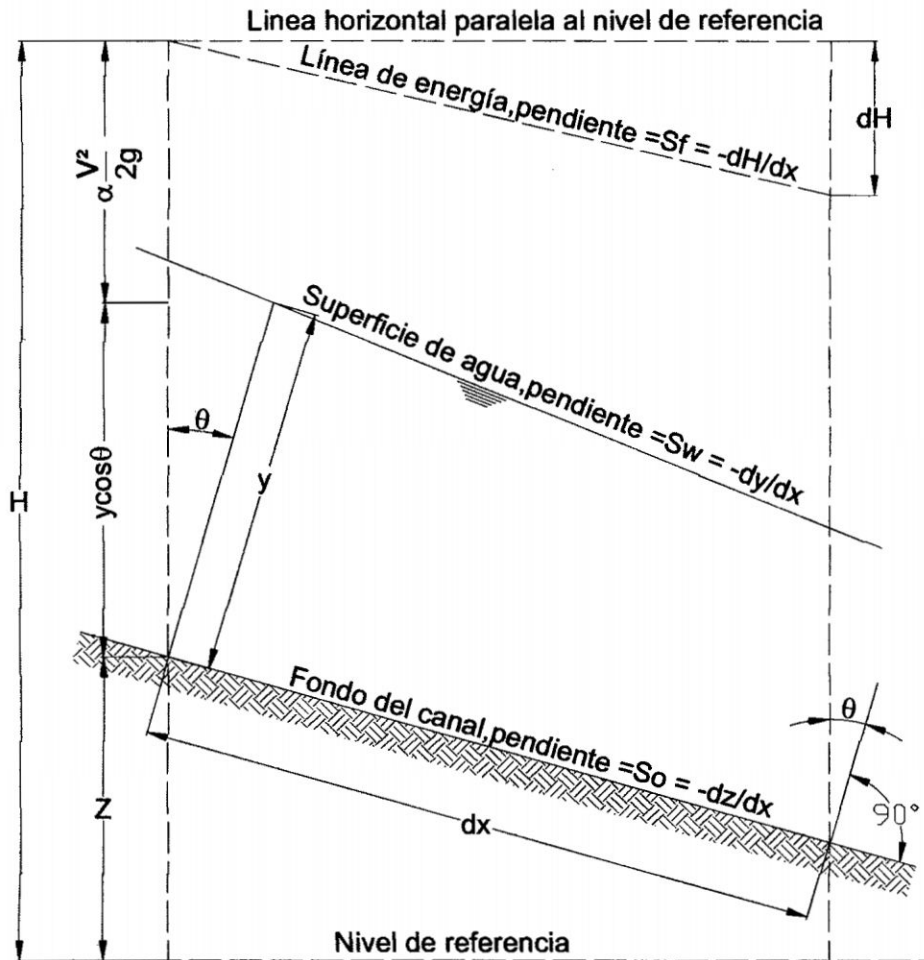 Linea horizontal paralela al nivel de referencia
Línea de energía,pendiente =Sf = -dH/dx
dH
α V²/2g
Superficie de agua,pendiente =Sw = -dy/dx
θ
y
ycosθ
H
Fondo del canal,pendiente =So = -dz/dx
θ
90°
Z
dx
Nivel de referencia